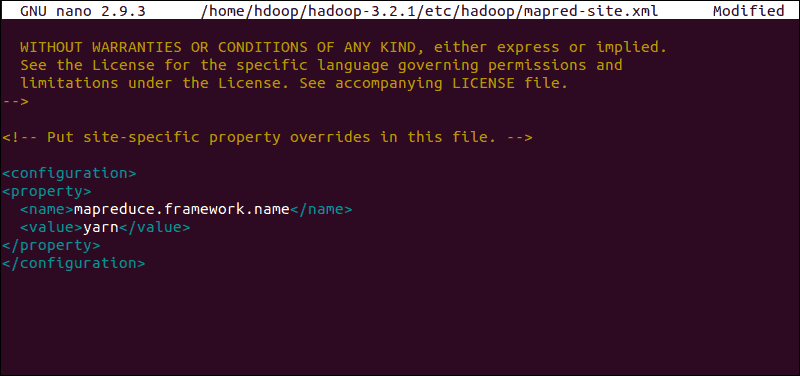 GNU nano 2.9.3 /home/hdoop/hadoop-3.2.1/etc/hadoop/mapred-site.xml Modified
WITHOUT WARRANTIES OR CONDITIONS OF ANY KIND, either express or implied.
See the License for the specific language governing permissions and
limitations under the License. See accompanying LICENSE file.
-->
<!-- Put site-specific property overrides in this file. -->
<configuration>
<property>
<name>mapreduce.framework.name</name>
<value>yarn</value>
</property>
</configuration>